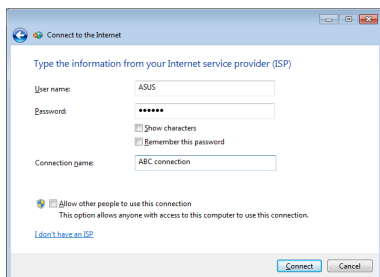 Connect to the Internet
Type the information from your Internet service provider (ISP)
User name: ASUS
Password: ••••••
Show characters
Remember this password
Connection name: ABC connection
Allow other people to use this connection
This option allows anyone with access to this computer to use this connection.
I don't have an ISP
Connect Cancel